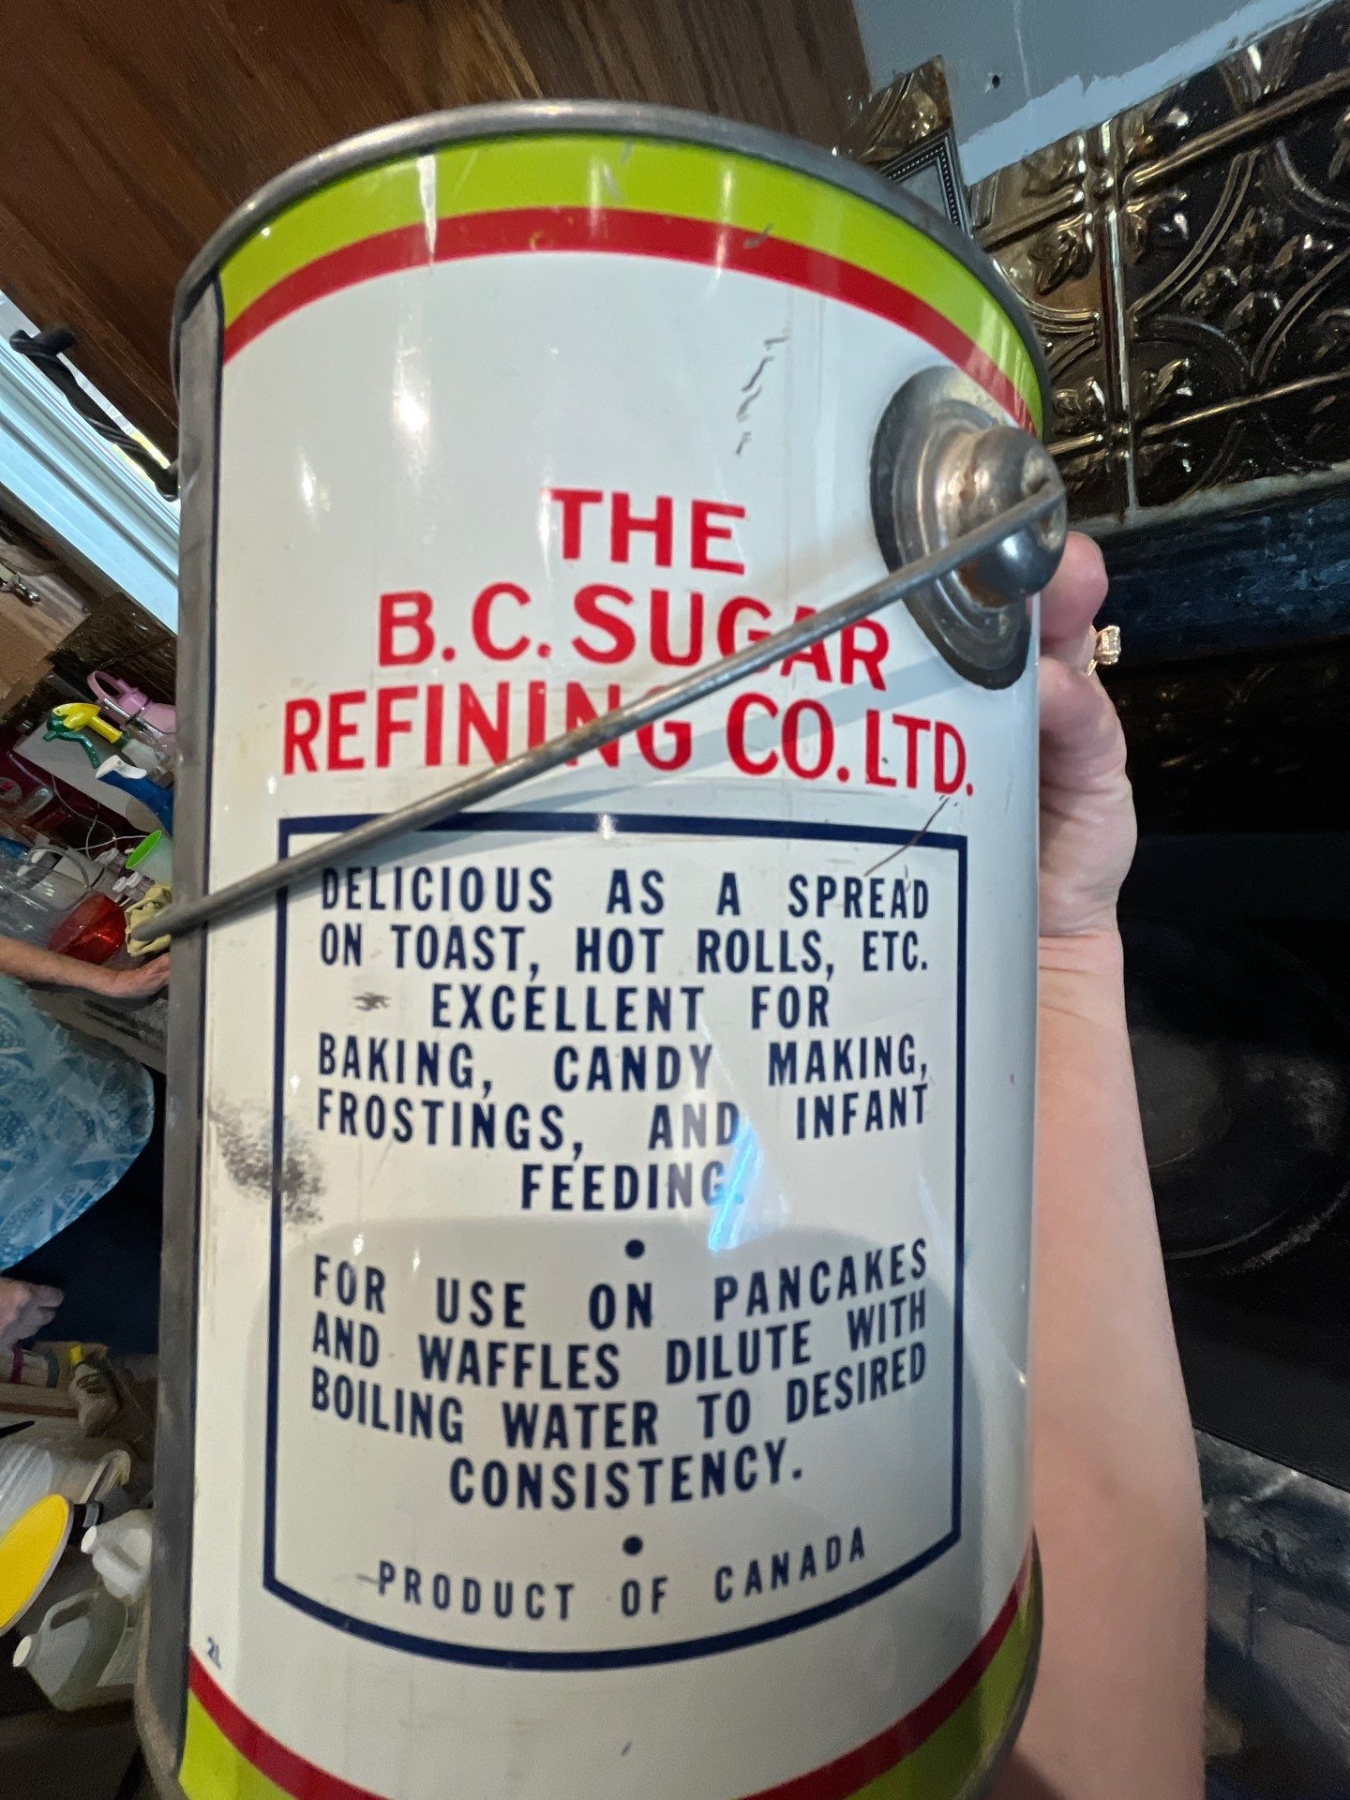 THE
B.C. SUGAR
REFINING CO. LTD.
DELICIOUS AS A SPREAD
ON TOAST, HOT ROLLS, ETC.
EXCELLENT FOR
BAKING, CANDY MAKING,
FROSTINGS, AND INFANT
FEEDING.
•
FOR USE ON PANCAKES
AND WAFFLES DILUTE WITH
BOILING WATER TO DESIRED
CONSISTENCY.
•
PRODUCT OF CANADA